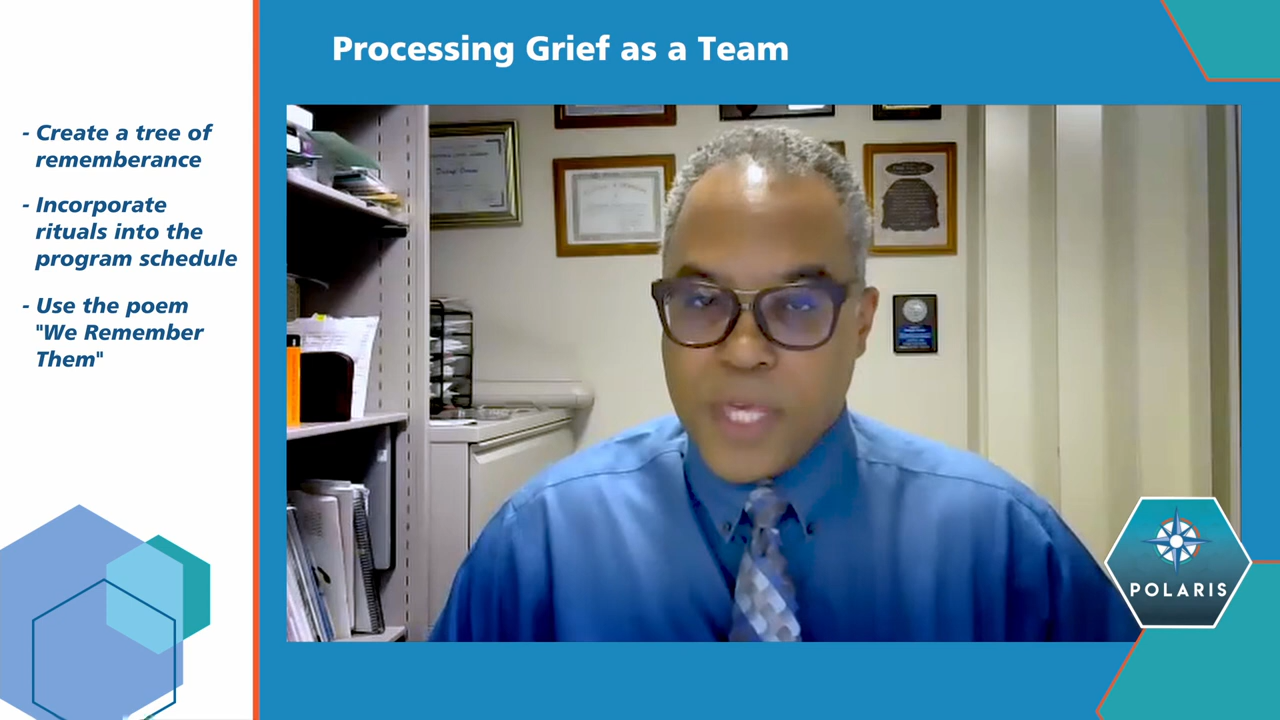 Processing Grief as a Team
- Create a tree of
rememberance
- Incorporate
rituals into the
program schedule
- Use the poem
"We Remember
Them"
POLARIS